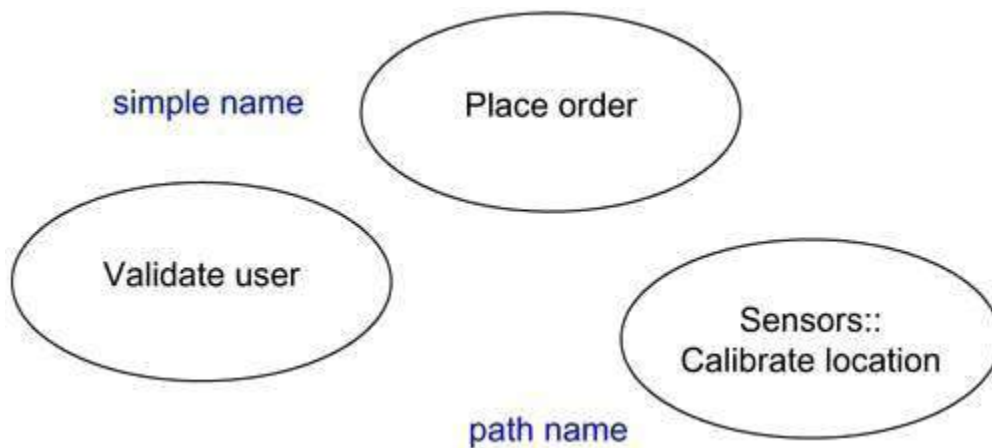 simple name
Place order
Validate user
Sensors::
Calibrate location
path name